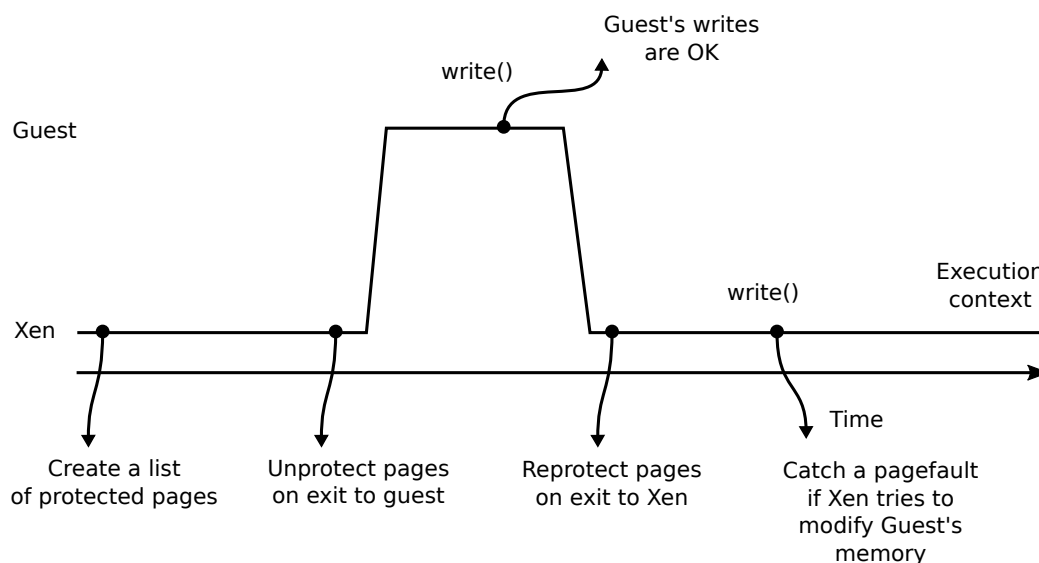 Guest's writes
are OK
write()
Guest
Execution
context
write()
Xen
Time
Create a list
of protected pages
Unprotect pages
on exit to guest
Reprotect pages
on exit to Xen
Catch a pagefault
if Xen tries to
modify Guest's
memory